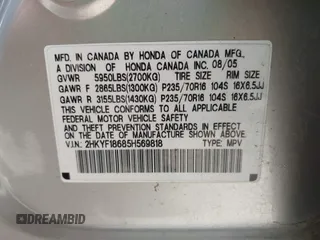 MFD. IN CANADA BY HONDA OF CANADA MFG.,
A DIVISION OF HONDA CANADA INC. 08/05
GVWR 5950LBS(2700KG) TIRE SIZE RIM SIZE
GAWR F 2865LBS(1300KG) P235/70R16 104S 16X6.5JJ
GAWR R 3155LBS(1430KG) P235/70R16 104S 16X6.5JJ
THIS VEHICLE CONFORMS TO ALL APPLICABLE
FEDERAL MOTOR VEHICLE SAFETY STANDARDS IN
EFFECT ON THE DATE OF MANUFACTURE SHOWN ABOVE.
V.I.N: 2HKYF18685H569818 TYPE: MPV
DREAMBID